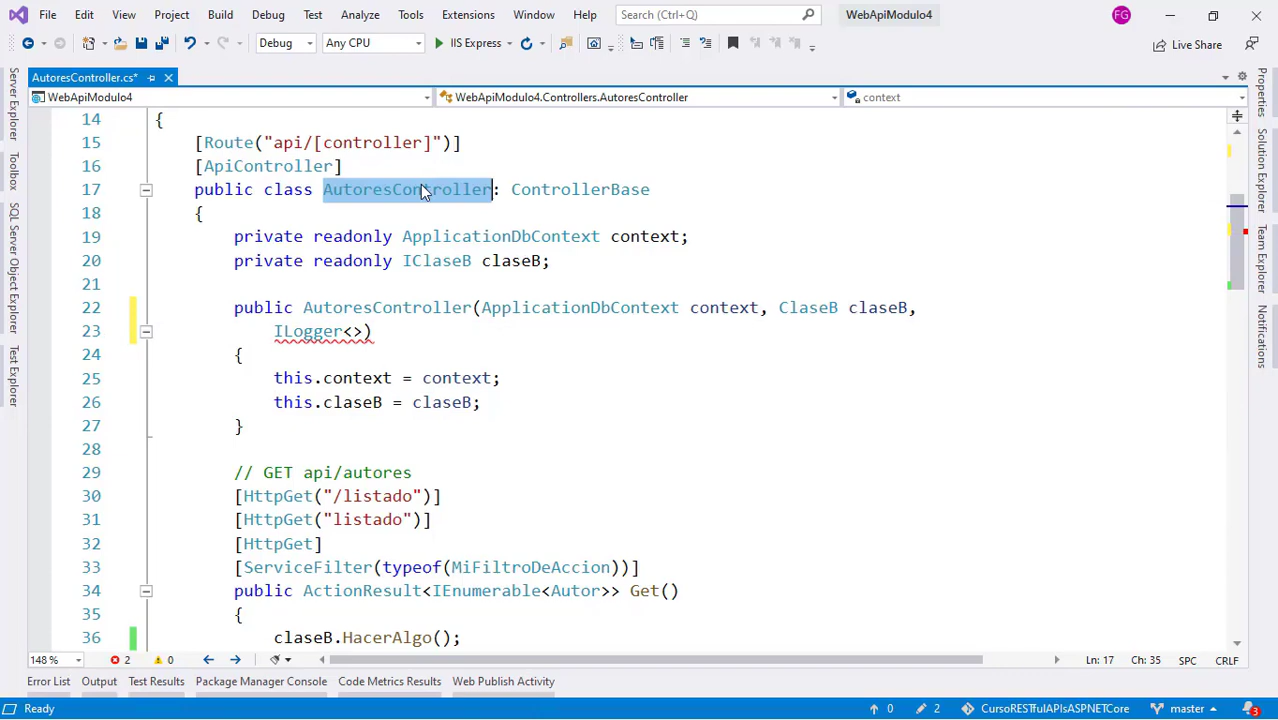 File Edit View Project Build Debug Test Analyze Tools Extensions Window Help Search (Ctrl+Q) WebApiModulo4 FG
Debug Any CPU IIS Express Live Share
AutoresController.cs*
WebApiModulo4 WebApiModulo4.Controllers.AutoresController context
14 {
15 [Route("api/[controller]")]
16 [ApiController]
17 public class AutoresController: ControllerBase
18 {
19 private readonly ApplicationDbContext context;
20 private readonly IClaseB claseB;
21
22 public AutoresController(ApplicationDbContext context, ClaseB claseB,
23 ILogger<>)
24 {
25 this.context = context;
26 this.claseB = claseB;
27 }
28
29 // GET api/autores
30 [HttpGet("/listado")]
31 [HttpGet("listado")]
32 [HttpGet]
33 [ServiceFilter(typeof(MiFiltroDeAccion))]
34 public ActionResult<IEnumerable<Autor>> Get()
35 {
36 claseB.HacerAlgo();
Server Explorer
Toolbox
SQL Server Object Explorer
Test Explorer
Properties
Solution Explorer
Team Explorer
Notifications
148 % 2 0 Ln: 17 Ch: 35 SPC CRLF
Error List Output Test Results Package Manager Console Code Metrics Results Web Publish Activity
Ready 0 2 CursoRESTfulAPIsASPNETCore master 3